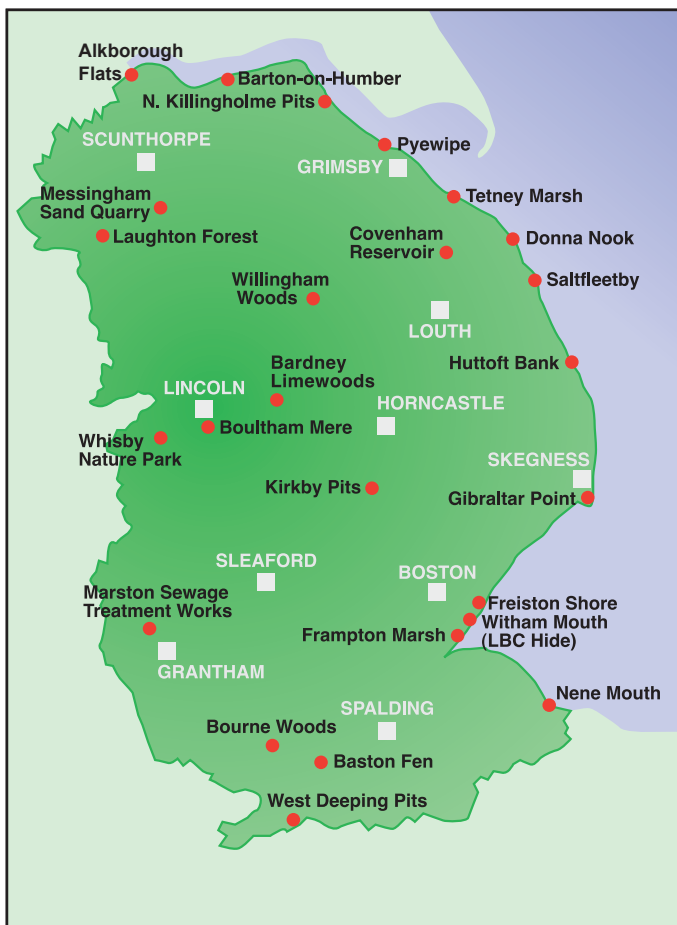 Alkborough
Flats
Barton-on-Humber
N. Killingholme Pits
SCUNTHORPE
Pyewipe
GRIMSBY
Messingham
Sand Quarry
Tetney Marsh
Laughton Forest
Covenham
Reservoir
Donna Nook
Willingham
Woods
Saltfleetby
LOUTH
Huttoft Bank
Bardney
Limewoods
LINCOLN
HORNCASTLE
Boultham Mere
Whisby
Nature Park
SKEGNESS
Kirkby Pits
Gibraltar Point
SLEAFORD
BOSTON
Marston Sewage
Treatment Works
Freiston Shore
Witham Mouth
(LBC Hide)
Frampton Marsh
GRANTHAM
Nene Mouth
SPALDING
Bourne Woods
Baston Fen
West Deeping Pits